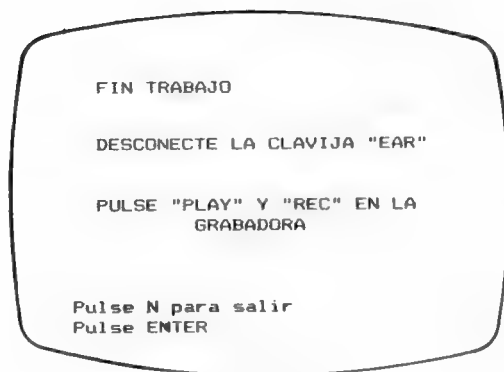 FIN TRABAJO
DESCONECTE LA CLAVIJA "EAR"
PULSE "PLAY" Y "REC" EN LA
GRABADORA
Pulse N para salir
Pulse ENTER